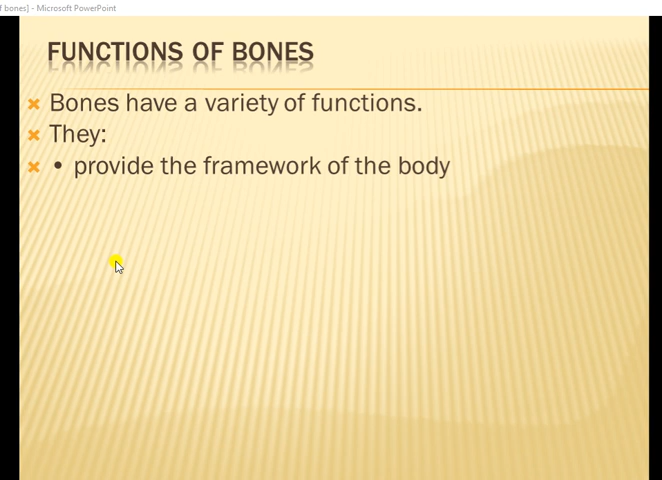 f bones] - Microsoft PowerPoint
FUNCTIONS OF BONES
Bones have a variety of functions.
They:
• provide the framework of the body